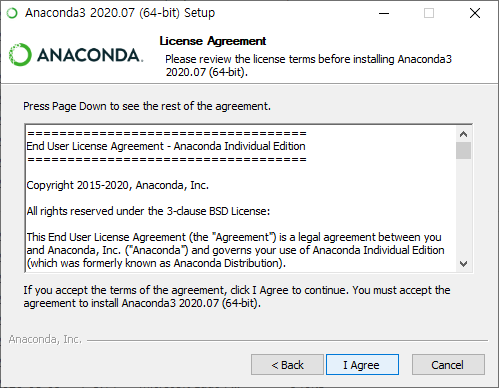 Anaconda3 2020.07 (64-bit) Setup
ANACONDA.
License Agreement
Please review the license terms before installing Anaconda3
2020.07 (64-bit).
Press Page Down to see the rest of the agreement.
===================================
End User License Agreement - Anaconda Individual Edition
===================================
Copyright 2015-2020, Anaconda, Inc.
All rights reserved under the 3-clause BSD License:
This End User License Agreement (the "Agreement") is a legal agreement between you
and Anaconda, Inc. ("Anaconda") and governs your use of Anaconda Individual Edition
(which was formerly known as Anaconda Distribution).
If you accept the terms of the agreement, click I Agree to continue. You must accept the
agreement to install Anaconda3 2020.07 (64-bit).
Anaconda, Inc.
< Back
I Agree
Cancel